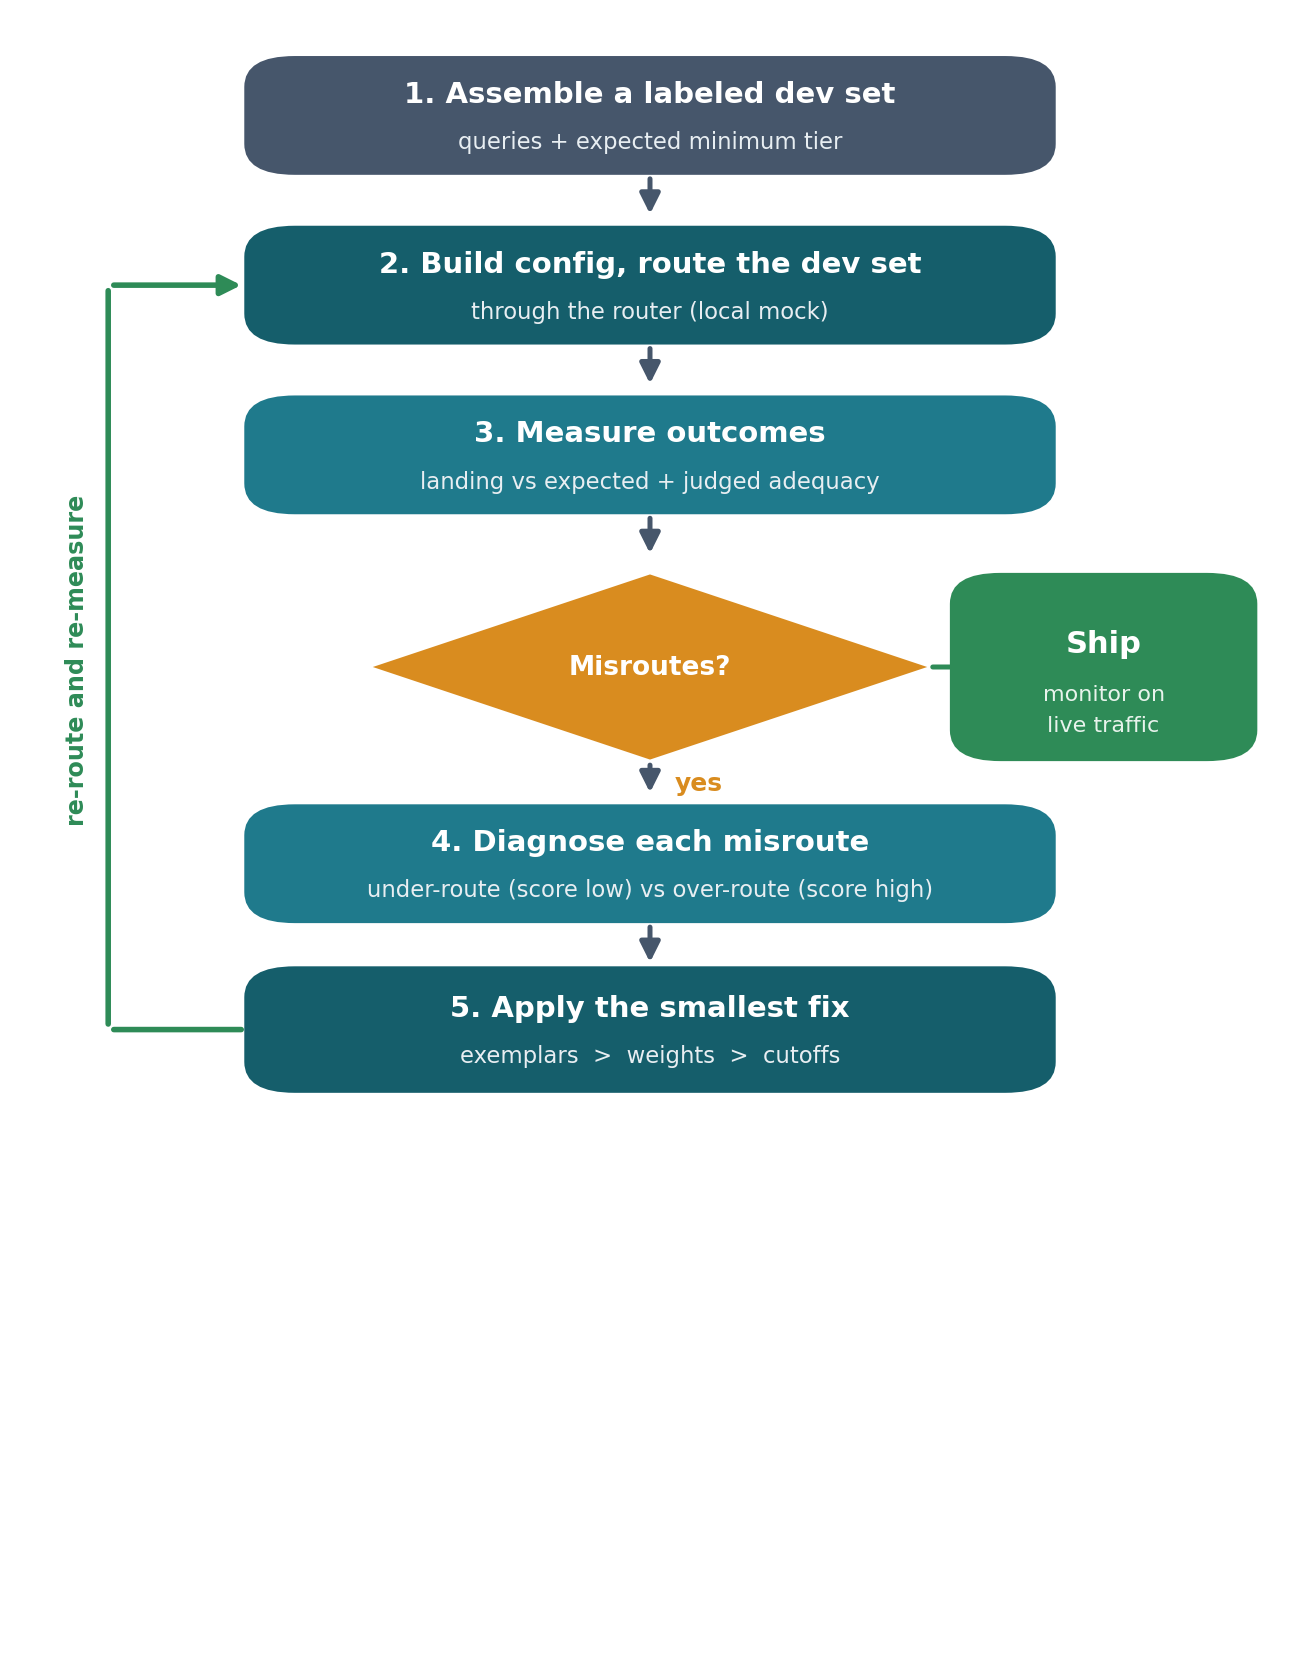 1. Assemble a labeled dev set
queries + expected minimum tier
2. Build config, route the dev set
through the router (local mock)
3. Measure outcomes
landing vs expected + judged adequacy
Misroutes?
Ship
monitor on
live traffic
yes
4. Diagnose each misroute
under-route (score low) vs over-route (score high)
5. Apply the smallest fix
exemplars > weights > cutoffs
re-route and re-measure